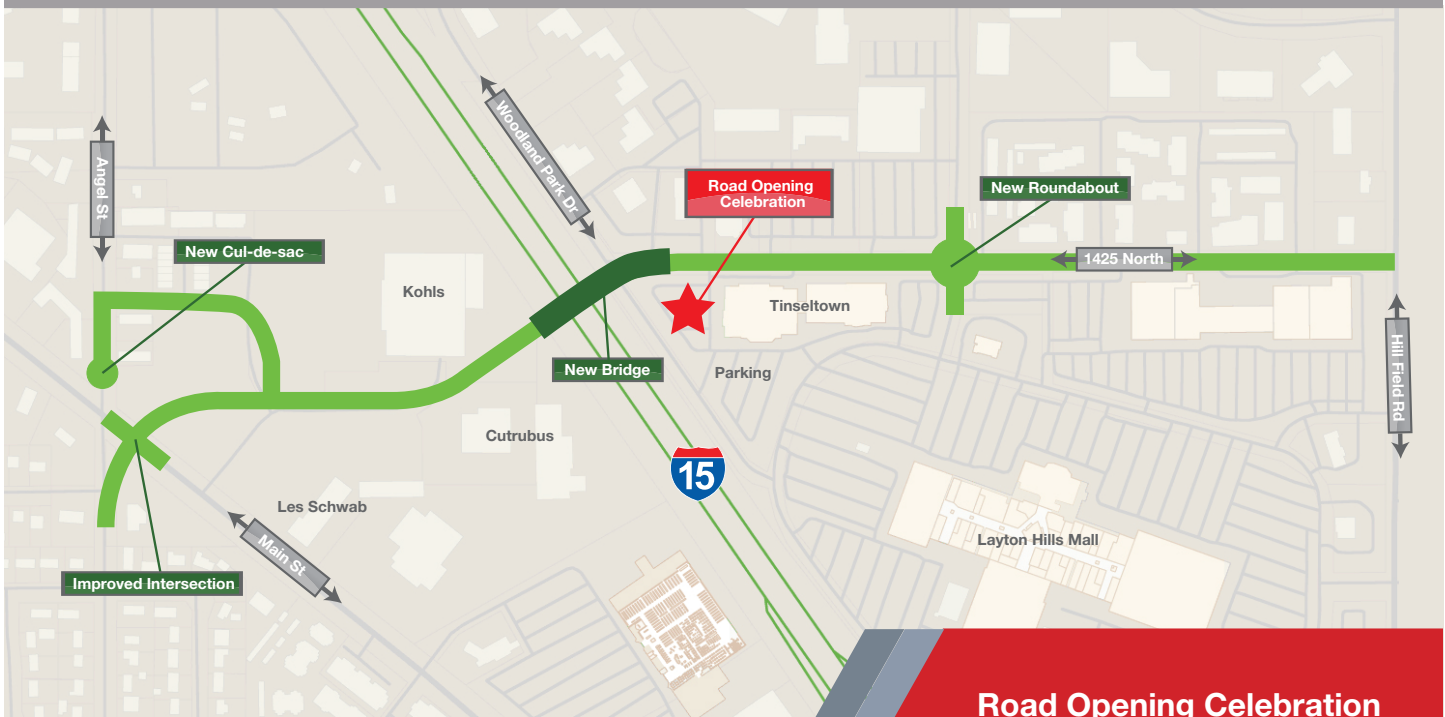 Woodland Park Dr
Angel St
Road Opening
Celebration
New Roundabout
New Cul-de-sac
1425 North
Kohls
Tinseltown
New Bridge
Parking
Hill Field Rd
Cutrubus
15
Les Schwab
Main St
Layton Hills Mall
Improved Intersection
Road Opening Celebration